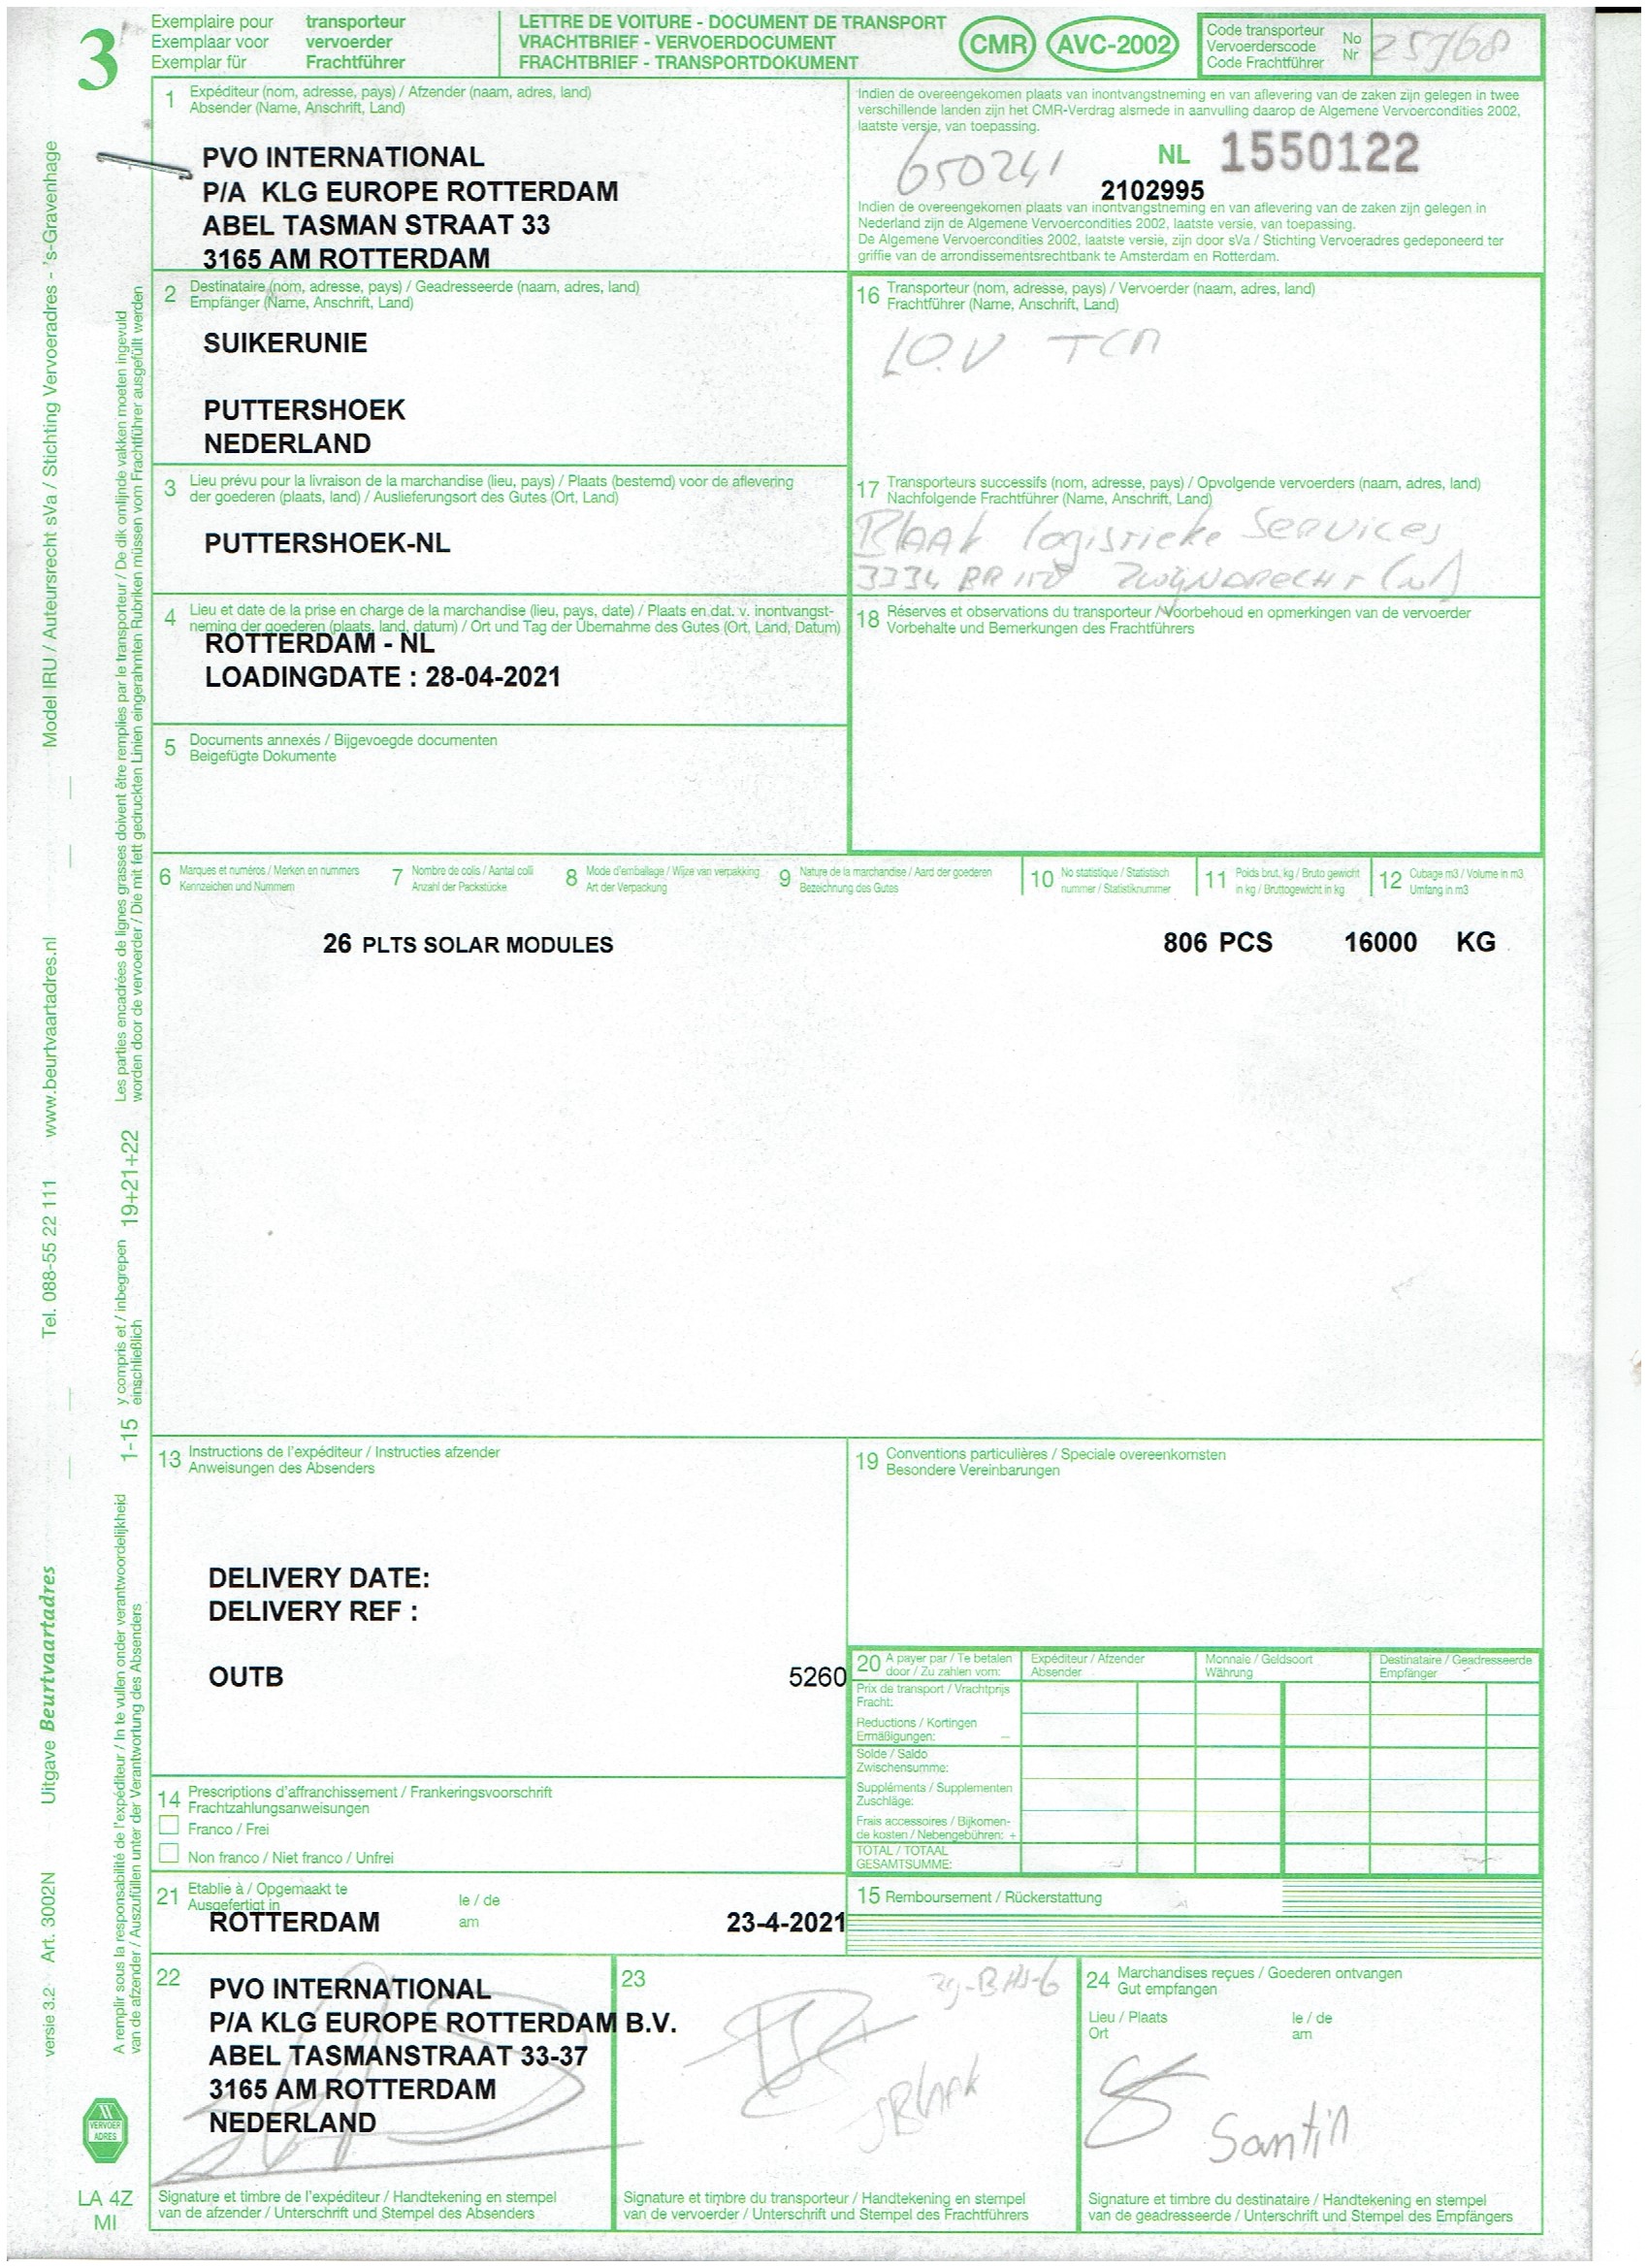 3
Exemplaire pour transporteur
Exemplaar voor vervoerder
Exemplar für Frachtführer
LETTRE DE VOITURE - DOCUMENT DE TRANSPORT
VRACHTBRIEF - VERVOERDOCUMENT
FRACHTBRIEF - TRANSPORTDOKUMENT
CMR
AVC-2002
Code transporteur
Vervoerderscode
Code Frachtführer
No
Nr
1 Expéditeur (nom, adresse, pays) / Afzender (naam, adres, land)
Absender (Name, Anschrift, Land)
PVO INTERNATIONAL
P/A KLG EUROPE ROTTERDAM
ABEL TASMAN STRAAT 33
3165 AM ROTTERDAM
Indien de overeengekomen plaats van inontvangstneming en van aflevering van de zaken zijn gelegen in twee
verschillende landen zijn het CMR-Verdrag alsmede in aanvulling daarop de Algemene Vervoercondities 2002,
laatste versie, van toepassing.
650241
NL 1550122
2102995
Indien de overeengekomen plaats van inontvangstneming en van aflevering van de zaken zijn gelegen in
Nederland zijn de Algemene Vervoercondities 2002, laatste versie, van toepassing.
De Algemene Vervoercondities 2002, laatste versie, zijn door sVa / Stichting Vervoeradres gedeponeerd ter
griffie van de arrondissementsrechtbank te Amsterdam en Rotterdam.
2 Destinataire (nom, adresse, pays) / Geadresseerde (naam, adres, land)
Empfänger (Name, Anschrift, Land)
SUIKERUNIE
PUTTERSHOEK
NEDERLAND
16 Transporteur (nom, adresse, pays) / Vervoerder (naam, adres, land)
Frachtführer (Name, Anschrift, Land)
I.O.V TCM
3 Lieu prévu pour la livraison de la marchandise (lieu, pays) / Plaats (bestemd) voor de aflevering
der goederen (plaats, land) / Auslieferungsort des Gutes (Ort, Land)
PUTTERSHOEK-NL
17 Transporteurs successifs (nom, adresse, pays) / Opvolgende vervoerders (naam, adres, land)
Nachfolgende Frachtführer (Name, Anschrift, Land)
Blaak logistieke Services
3334 BR ZWIJNDRECHT (nl)
4 Lieu et date de la prise en charge de la marchandise (lieu, pays, date) / Plaats en.dat. v. inontvangst-
neming der goederen (plaats, land, datum) / Ort und Tag der Übernahme des Gutes (Ort, Land, Datum)
ROTTERDAM - NL
LOADINGDATE : 28-04-2021
18 Réserves et observations du transporteur / Voorbehoud en opmerkingen van de vervoerder
Vorbehalte und Bemerkungen des Frachtführers
5 Documents annexés / Bijgevoegde documenten
Beigefügte Dokumente
6 Marques et numéros / Merken en nummers
Kennzeichen und Nummern
7 Nombre de colis / Aantal colli
Anzahl der Packstücke
8 Mode d'emballage / Wijze van verpakking
Art der Verpackung
9 Nature de la marchandise / Aard der goederen
Bezeichnung des Gutes
10 No statistique / Statistisch
nummer / Statistiknummer
11 Poids brut, kg / Bruto gewicht
in kg / Bruttogewicht in kg
12 Cubage m3 / Volume in m3
Umfang in m3
26 PLTS SOLAR MODULES 806 PCS 16000 KG
13 Instructions de l'expéditeur / Instructies afzender
Anweisungen des Absenders
DELIVERY DATE:
DELIVERY REF :
OUTB 5260
19 Conventions particulières / Speciale overeenkomsten
Besondere Vereinbarungen
20 A payer par / Te betalen
door / Zu zahlen vom:
Expéditeur / Afzender
Absender
Monnaie / Geldsoort
Währung
Destinataire / Geadresseerde
Empfänger
Prix de transport / Vrachtprijs
Fracht:
Reductions / Kortingen
Ermäßigungen: –
Solde / Saldo
Zwischensumme:
Suppléments / Supplementen
Zuschläge:
Frais accessoires / Bijkomen-
de kosten / Nebengebühren: +
TOTAL / TOTAAL
GESAMTSUMME:
14 Prescriptions d'affranchissement / Frankeringsvoorschrift
Frachtzahlungsanweisungen
Franco / Frei
Non franco / Niet franco / Unfrei
21 Etablie à / Opgemaakt te
Ausgefertigt in
le / de
am
ROTTERDAM 23-4-2021
15 Remboursement / Rückerstattung
22
PVO INTERNATIONAL
P/A KLG EUROPE ROTTERDAM B.V.
ABEL TASMANSTRAAT 33-37
3165 AM ROTTERDAM
NEDERLAND
Signature et timbre de l'expéditeur / Handtekening en stempel
van de afzender / Unterschrift und Stempel des Absenders
23
JBlaak
Signature et timbre du transporteur / Handtekening en stempel
van de vervoerder / Unterschrift und Stempel des Frachtführers
24 Marchandises reçues / Goederen ontvangen
Gut empfangen
Lieu / Plaats
Ort
le / de
am
Santin
Signature et timbre du destinataire / Handtekening en stempel
van de geadresseerde / Unterschrift und Stempel des Empfängers
Model IRU / Auteursrecht sVa / Stichting Vervoeradres - 's-Gravenhage
www.beurtvaartadres.nl
Tel. 088-55 22 111
Uitgave Beurtvaartadres
Art. 3002N
versie 3.2
Les parties encadrées de lignes grasses doivent être remplies par le transporteur / De dik omlijnde vakken moeten ingevuld
worden door de vervoerder / Die mit fett gedruckten Linien eingerahmten Rubriken müssen vom Frachtführer ausgefüllt werden
19+21+22
y compris et / inbegrepen
einschließlich
1-15
A remplir sous la responsabilité de l'expéditeur / In te vullen onder verantwoordelijkheid
van de afzender / Auszufüllen unter der Verantwortung des Absenders
VERVOER
ADRES
LA 4Z
MI